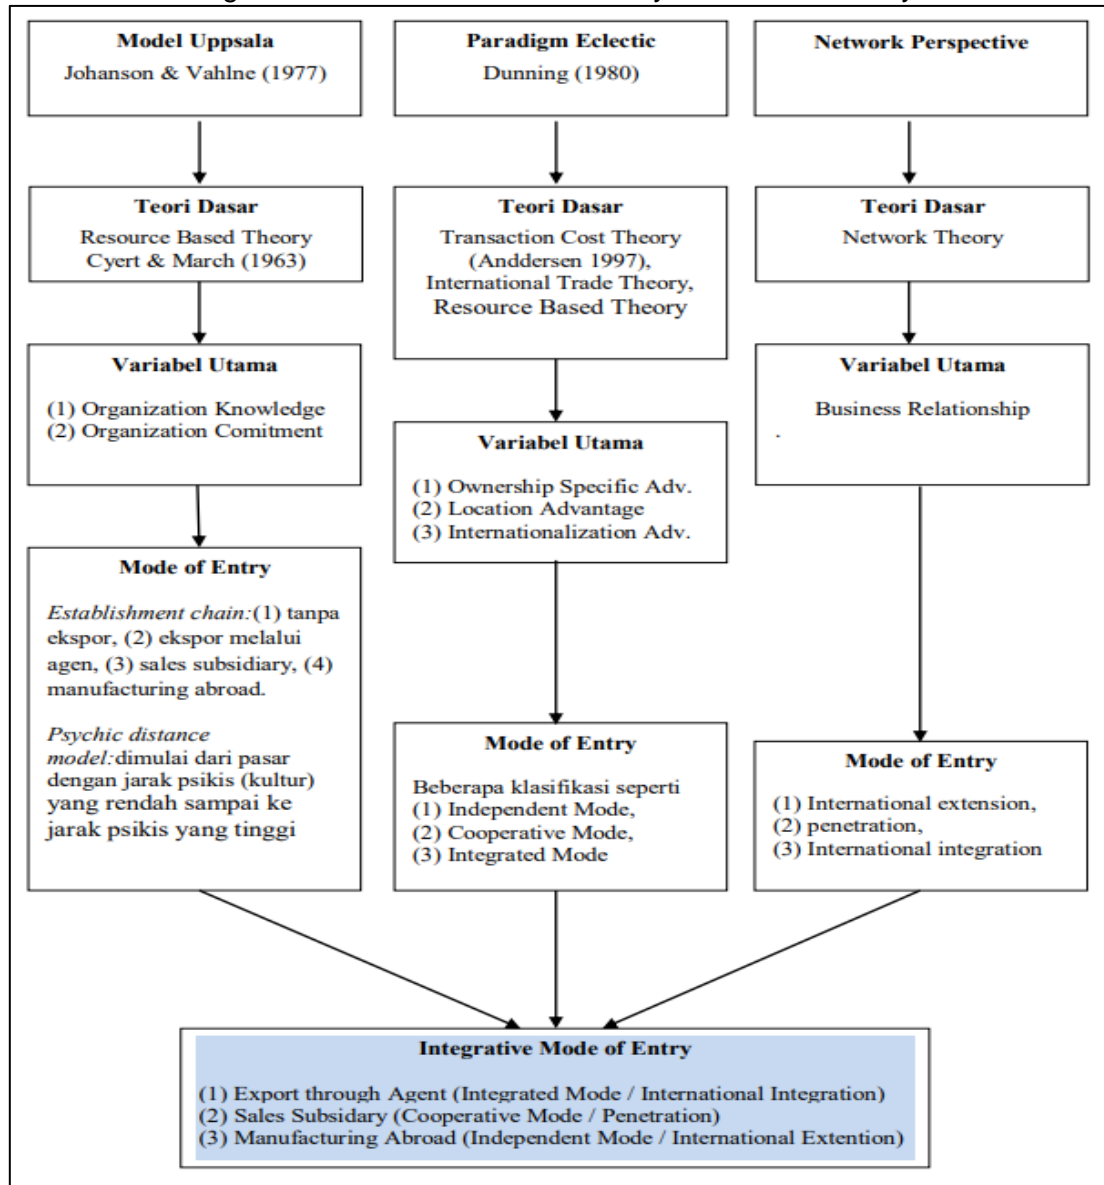 Model Uppsala
Johanson & Vahlne (1977)
Teori Dasar
Resource Based Theory
Cyert & March (1963)
Variabel Utama
(1) Organization Knowledge
(2) Organization Comitment
Mode of Entry
Establishment chain:(1) tanpa
ekspor, (2) ekspor melalui
agen, (3) sales subsidiary, (4)
manufacturing abroad.
Psychic distance
model:dimulai dari pasar
dengan jarak psikis (kultur)
yang rendah sampai ke
jarak psikis yang tinggi
Paradigm Eclectic
Dunning (1980)
Teori Dasar
Transaction Cost Theory
(Anddersen 1997),
International Trade Theory,
Resource Based Theory
Variabel Utama
(1) Ownership Specific Adv.
(2) Location Advantage
(3) Internationalization Adv.
Mode of Entry
Beberapa klasifikasi seperti
(1) Independent Mode,
(2) Cooperative Mode,
(3) Integrated Mode
Network Perspective
Teori Dasar
Network Theory
Variabel Utama
Business Relationship
.
Mode of Entry
(1) International extension,
(2) penetration,
(3) International integration
Integrative Mode of Entry
(1) Export through Agent (Integrated Mode / International Integration)
(2) Sales Subsidary (Cooperative Mode / Penetration)
(3) Manufacturing Abroad (Independent Mode / International Extention)